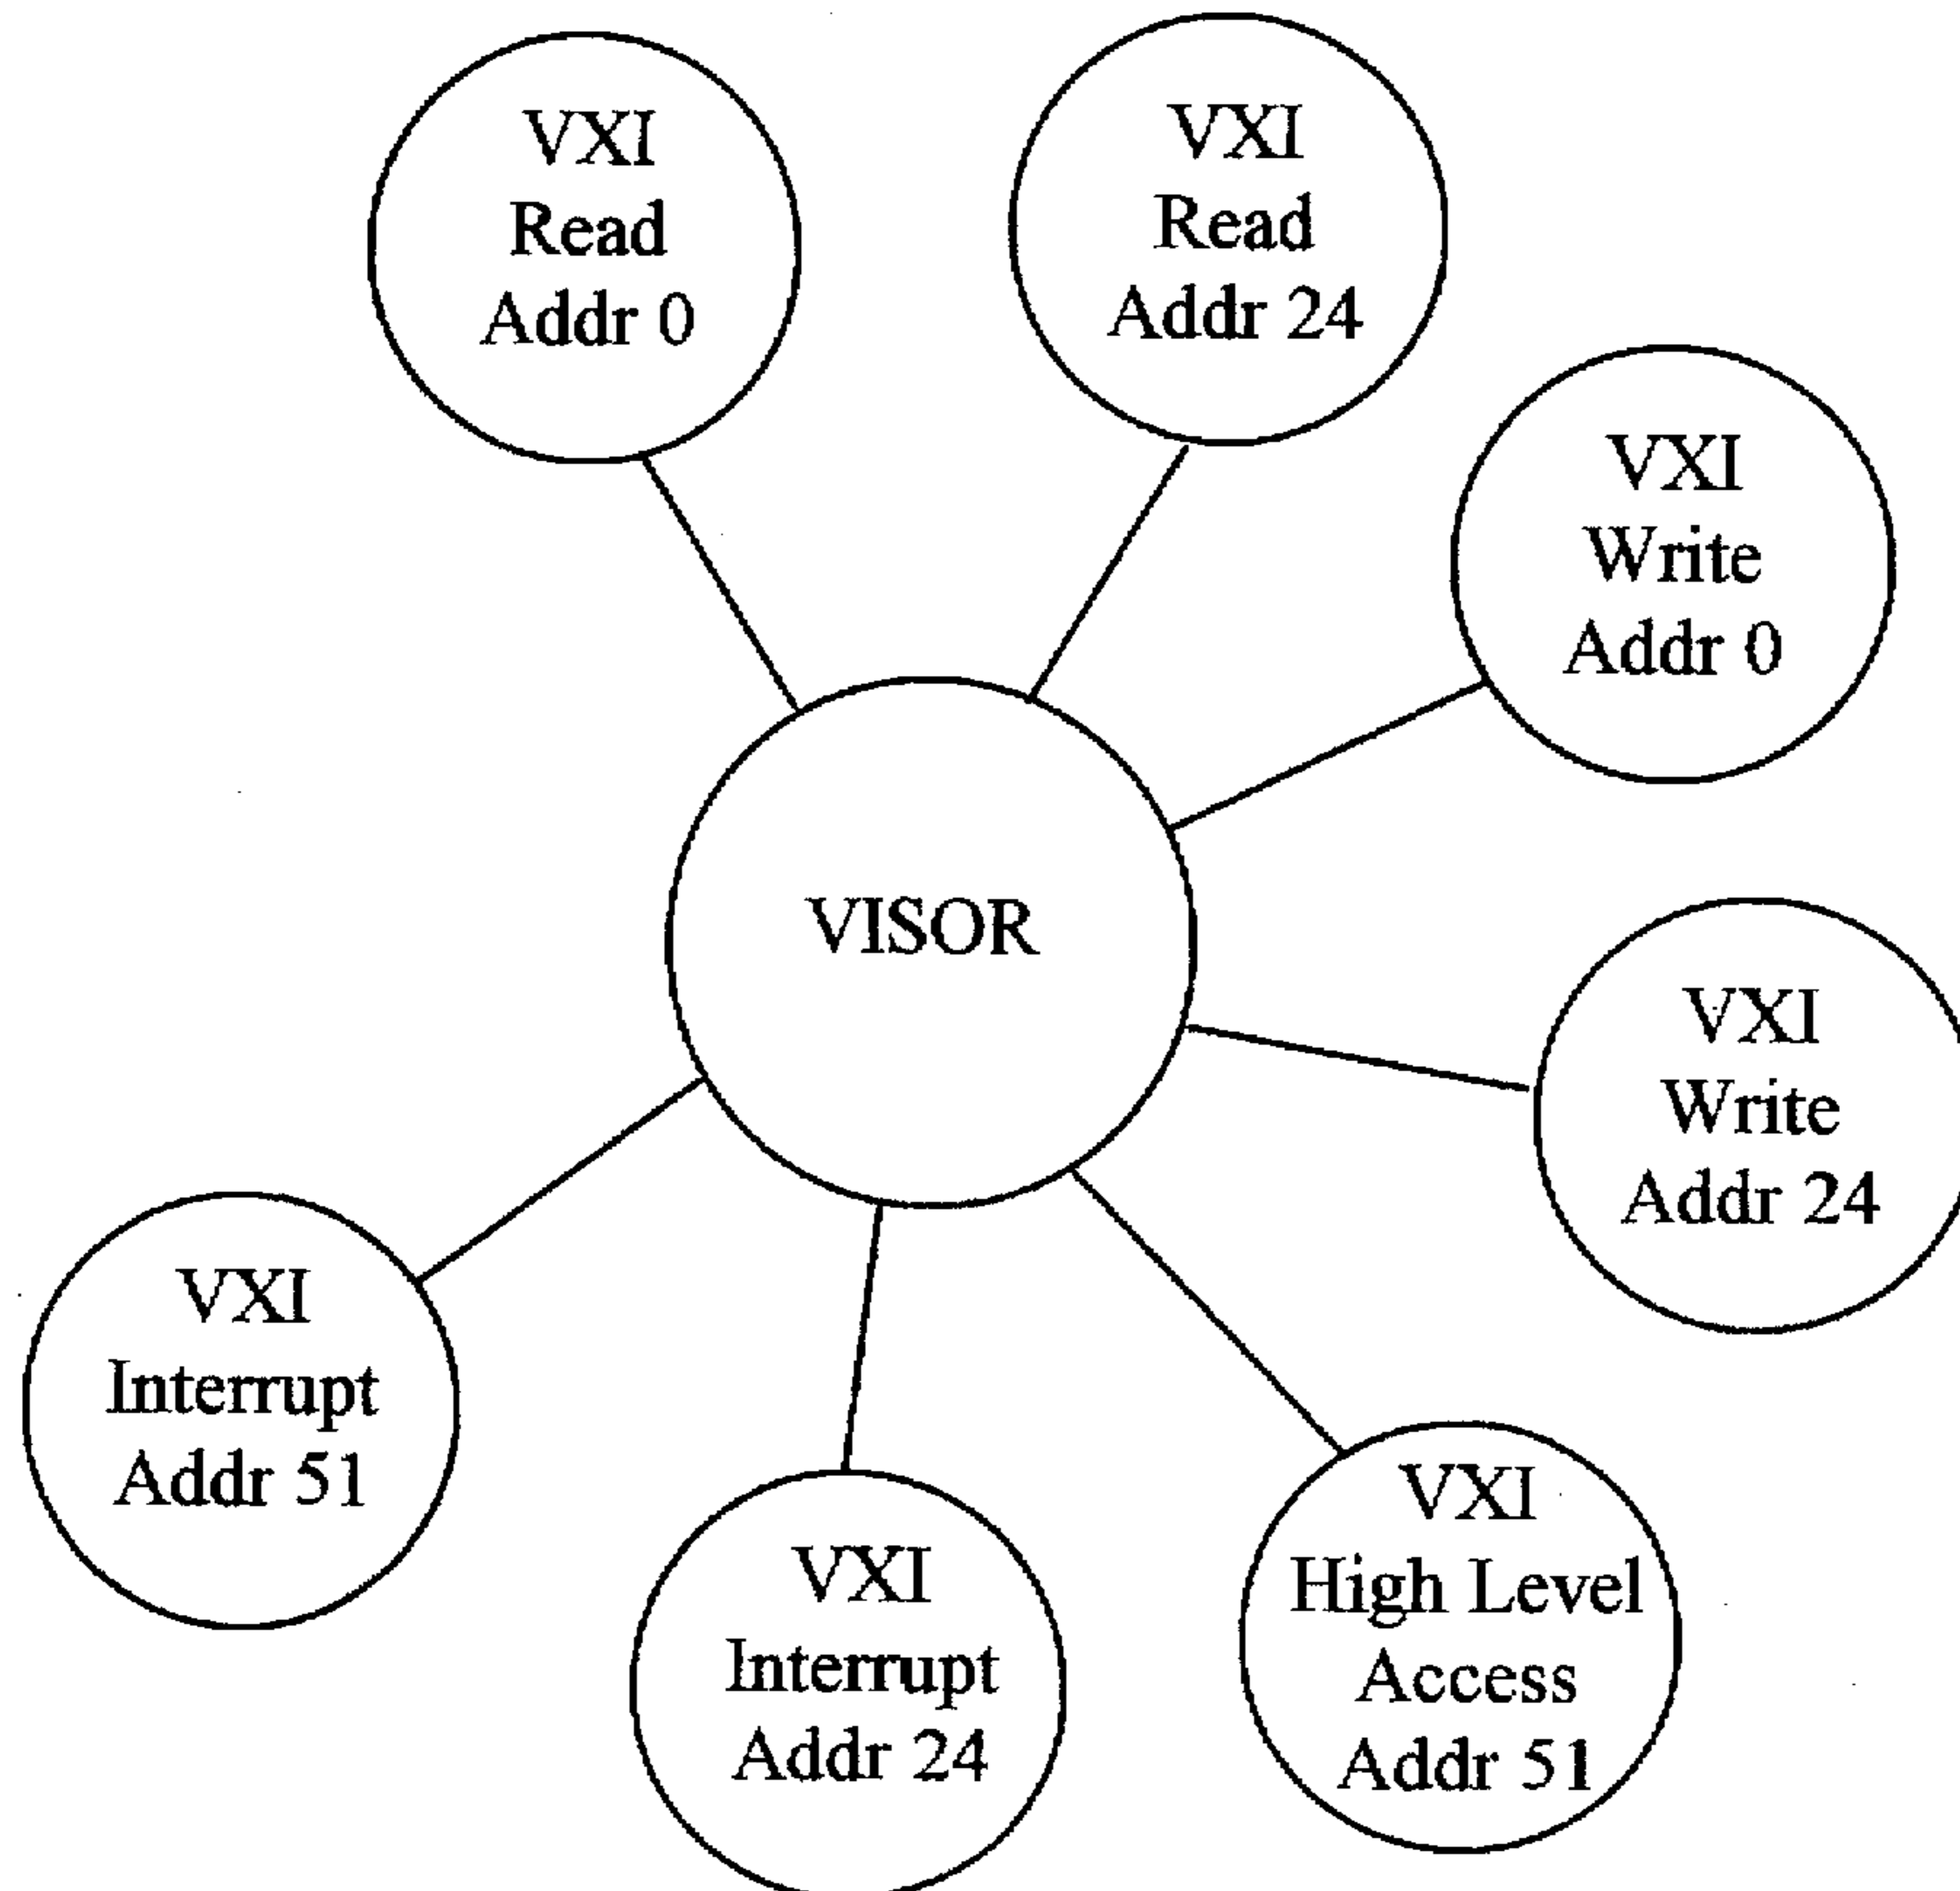 VXI
Read
Addr 0
VXI
Read
Addr 24
VXI
Write
Addr 0
VISOR
VXI
Write
Addr 24
VXI
Interrupt
Addr 51
VXI
Interrupt
Addr 24
VXI
High Level
Access
Addr 51